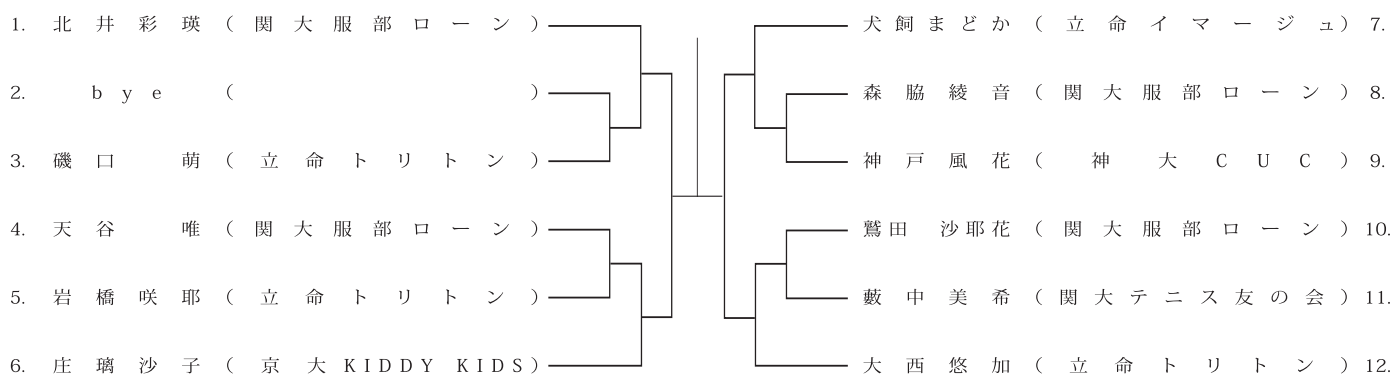 1. 北井彩瑛（関大服部ローン）
2. bye（ ）
3. 磯口 萌（立命トリトン）
4. 天谷 唯（関大服部ローン）
5. 岩橋咲耶（立命トリトン）
6. 庄璃沙子（京大KIDDY KIDS）
犬飼まどか（立命イマージュ）7.
森脇綾音（関大服部ローン）8.
神戸風花（神大CUC）9.
鷲田 沙耶花（関大服部ローン）10.
藪中美希（関大テニス友の会）11.
大西悠加（立命トリトン）12.